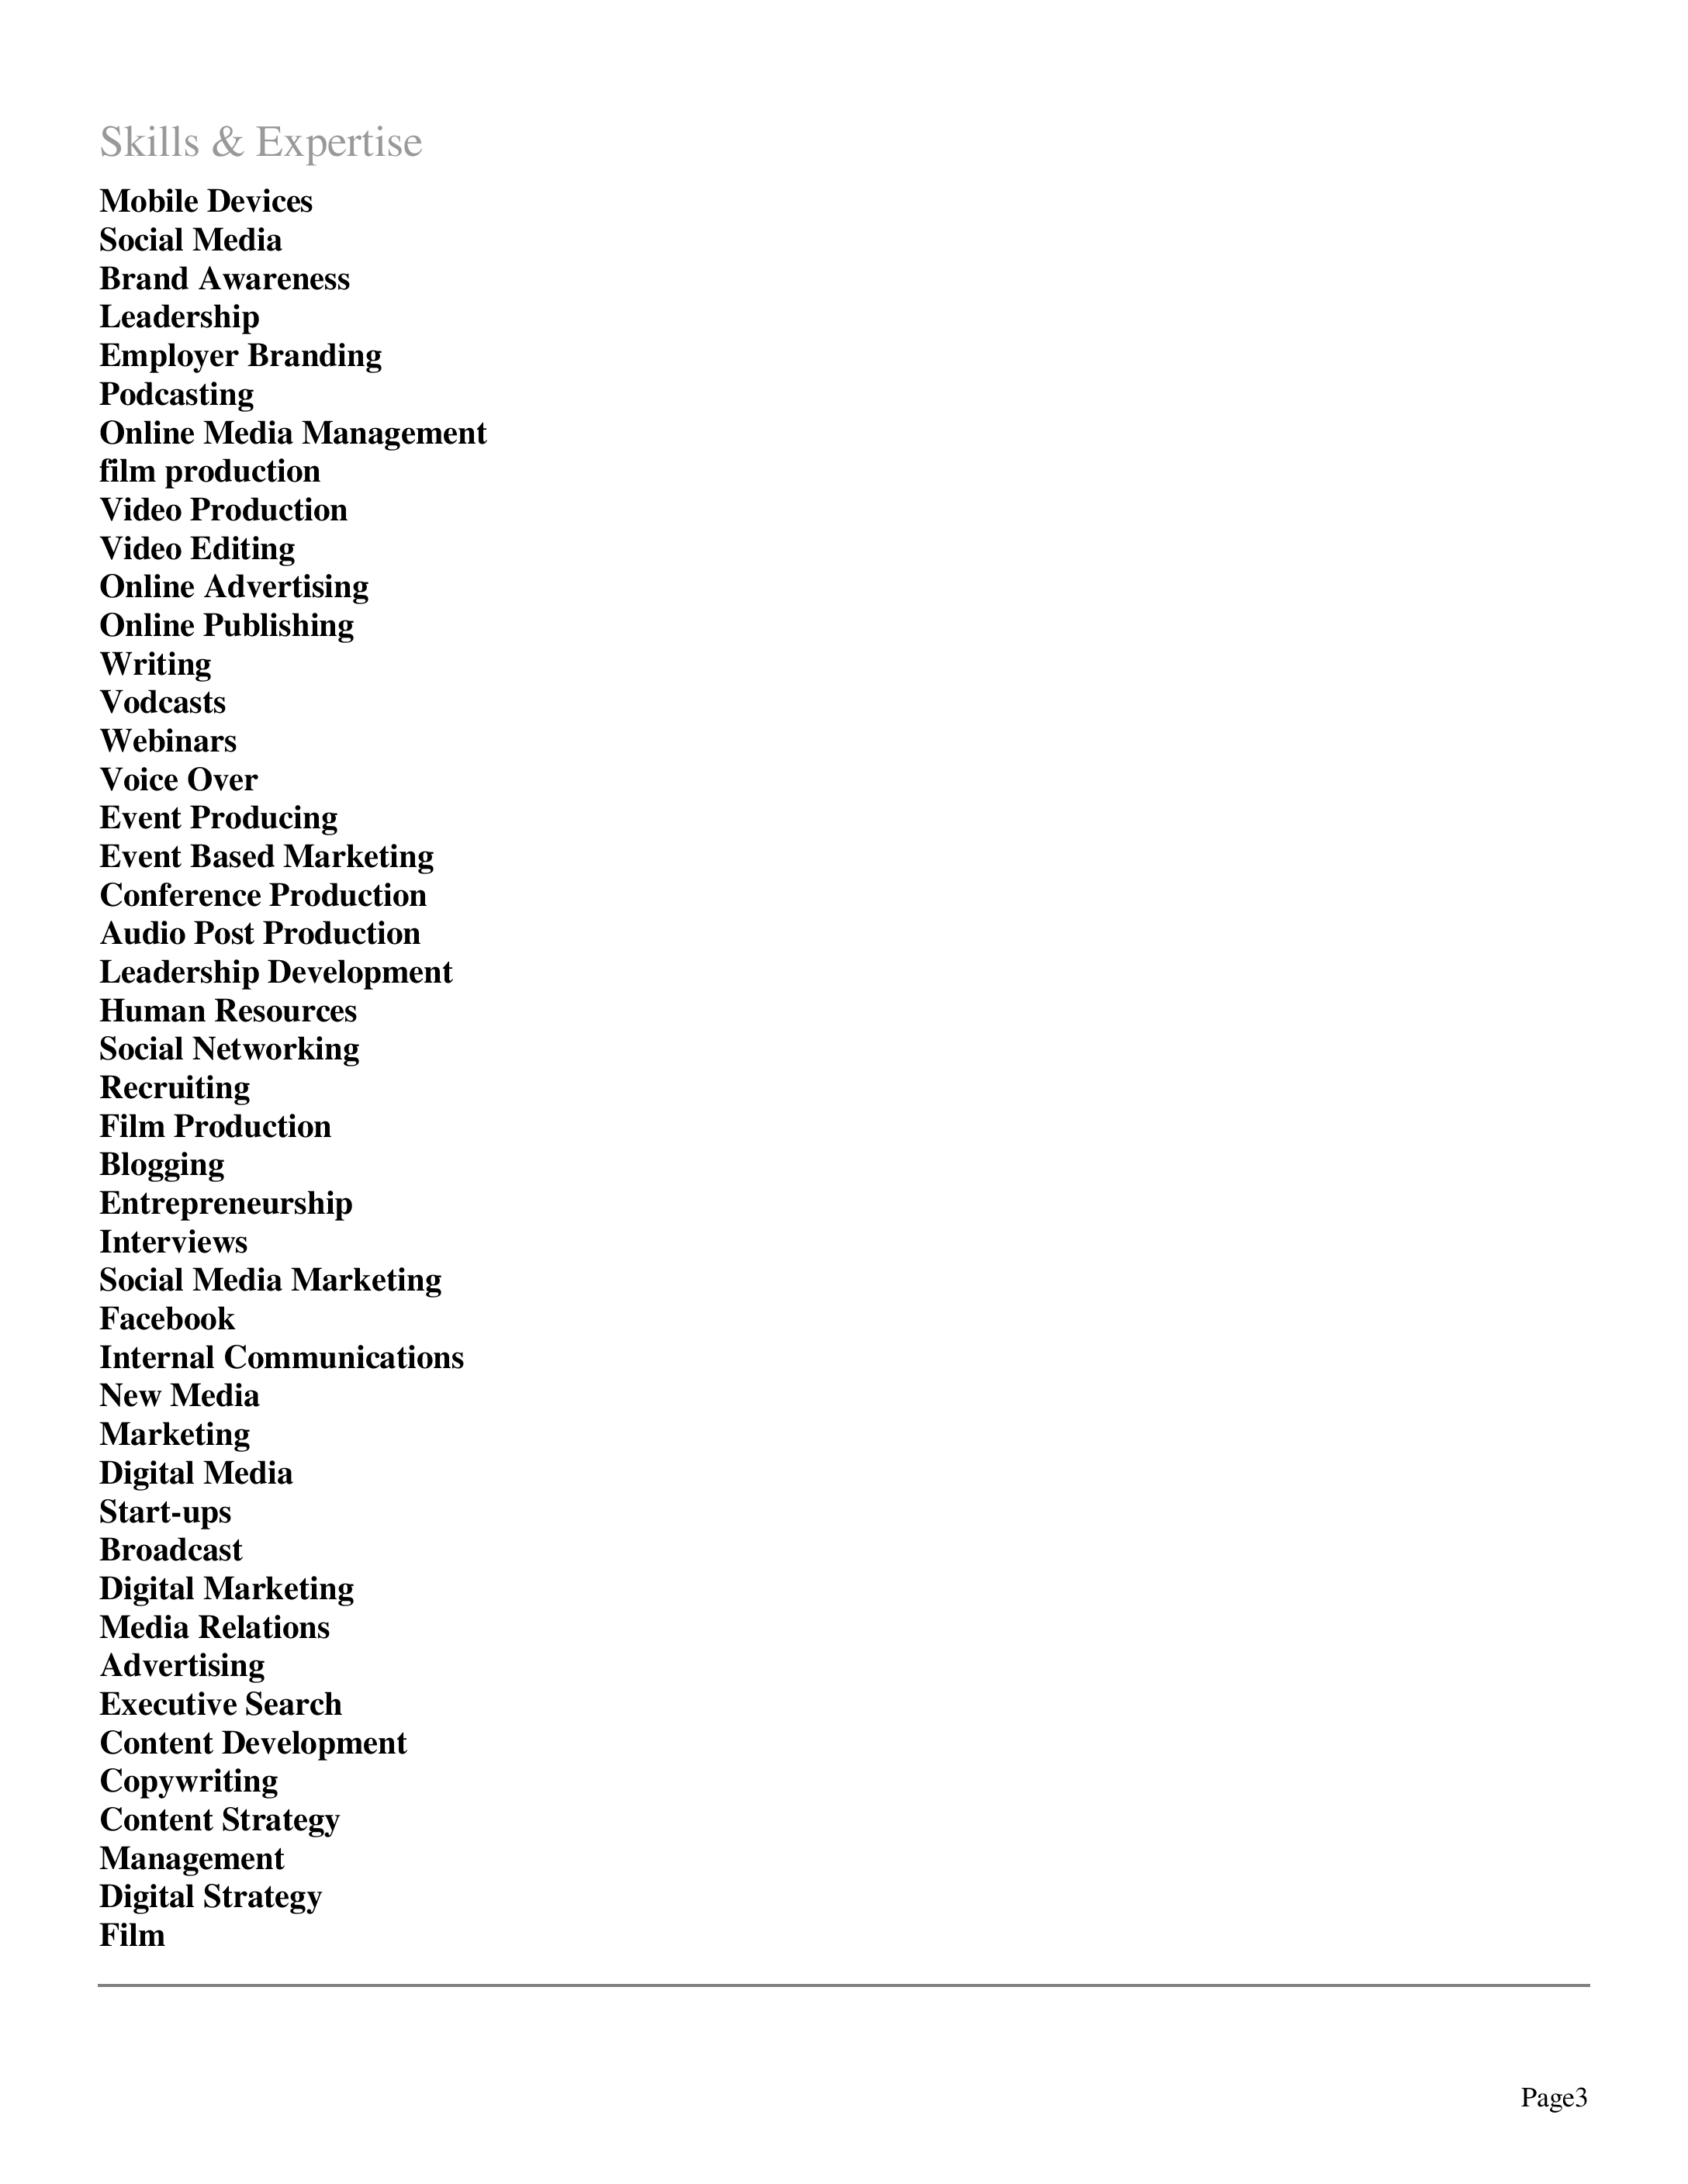 Skills & Expertise
Mobile Devices
Social Media
Brand Awareness
Leadership
Employer Branding
Podcasting
Online Media Management
film production
Video Production
Video Editing
Online Advertising
Online Publishing
Writing
Vodcasts
Webinars
Voice Over
Event Producing
Event Based Marketing
Conference Production
Audio Post Production
Leadership Development
Human Resources
Social Networking
Recruiting
Film Production
Blogging
Entrepreneurship
Interviews
Social Media Marketing
Facebook
Internal Communications
New Media
Marketing
Digital Media
Start-ups
Broadcast
Digital Marketing
Media Relations
Advertising
Executive Search
Content Development
Copywriting
Content Strategy
Management
Digital Strategy
Film
Page3